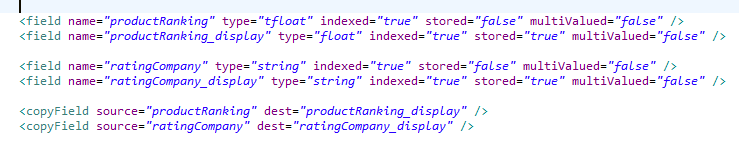 <field name="productRanking" type="tfloat" indexed="true" stored="false" multiValued="false" />
<field name="productRanking_display" type="float" indexed="true" stored="true" multiValued="false" />
<field name="ratingCompany" type="string" indexed="true" stored="false" multiValued="false" />
<field name="ratingCompany_display" type="string" indexed="true" stored="true" multiValued="false" />
<copyField source="productRanking" dest="productRanking_display" />
<copyField source="ratingCompany" dest="ratingCompany_display" />